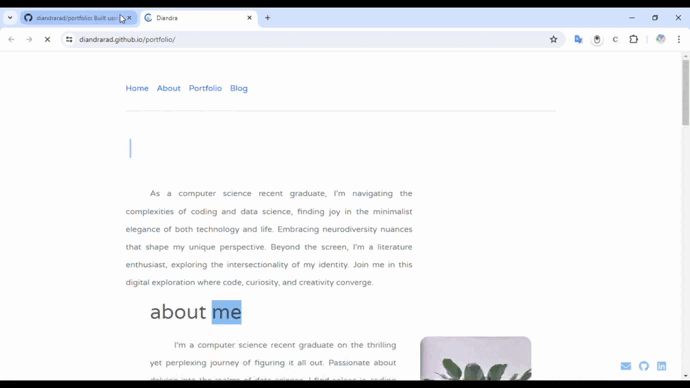 diandrarad/portfolio: Built usi
Diandra
diandrarad.github.io/portfolio/
Home About Portfolio Blog
As a computer science recent graduate, I'm navigating the
complexities of coding and data science, finding joy in the minimalist
elegance of both technology and life. Embracing neurodiversity nuances
that shape my unique perspective. Beyond the screen, I'm a literature
enthusiast, exploring the intersectionality of my identity. Join me in this
digital exploration where code, curiosity, and creativity converge.
about me
I'm a computer science recent graduate on the thrilling
yet perplexing journey of figuring it all out. Passionate about